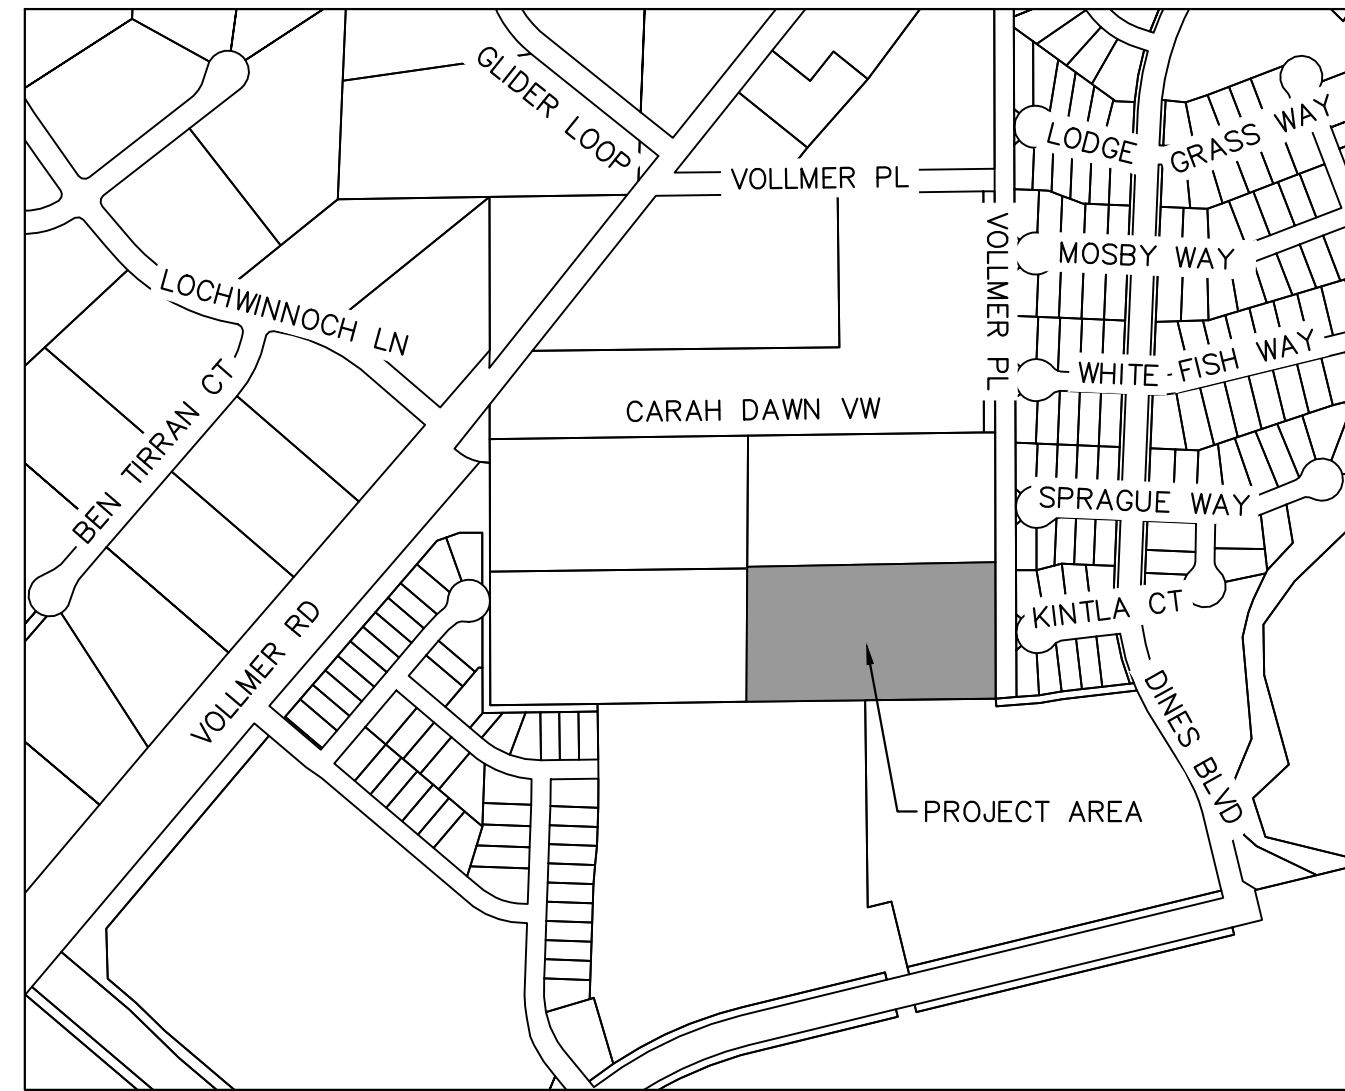 GLIDER LOOP
LODGE GRASS WAY
VOLLMER PL
VOLLMER PL
MOSBY WAY
LOCHWINNOCH LN
WHITE FISH WAY
BEN TIRRAN CT
CARAH DAWN VW
SPRAGUE WAY
KINTLA CT
VOLLMER RD
DINES BLVD
PROJECT AREA